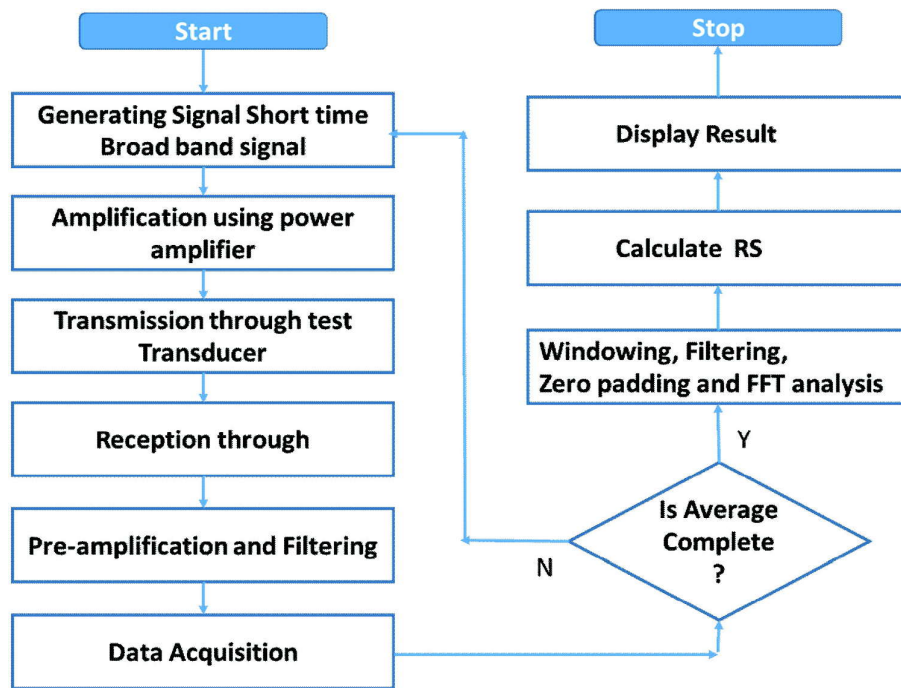 Start
Generating Signal Short time
Broad band signal
Amplification using power
amplifier
Transmission through test
Transducer
Reception through
Pre-amplification and Filtering
Data Acquisition
Is Average
Complete
?
N
Y
Windowing, Filtering,
Zero padding and FFT analysis
Calculate RS
Display Result
Stop